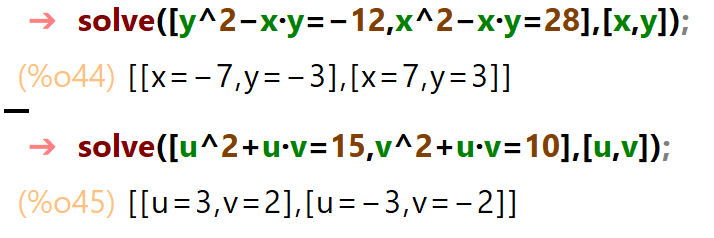 → solve([y^2−x·y=−12,x^2−x·y=28],[x,y]);
(%o44) [[x=−7,y=−3],[x=7,y=3]]
→ solve([u^2+u·v=15,v^2+u·v=10],[u,v]);
(%o45) [[u=3,v=2],[u=−3,v=−2]]